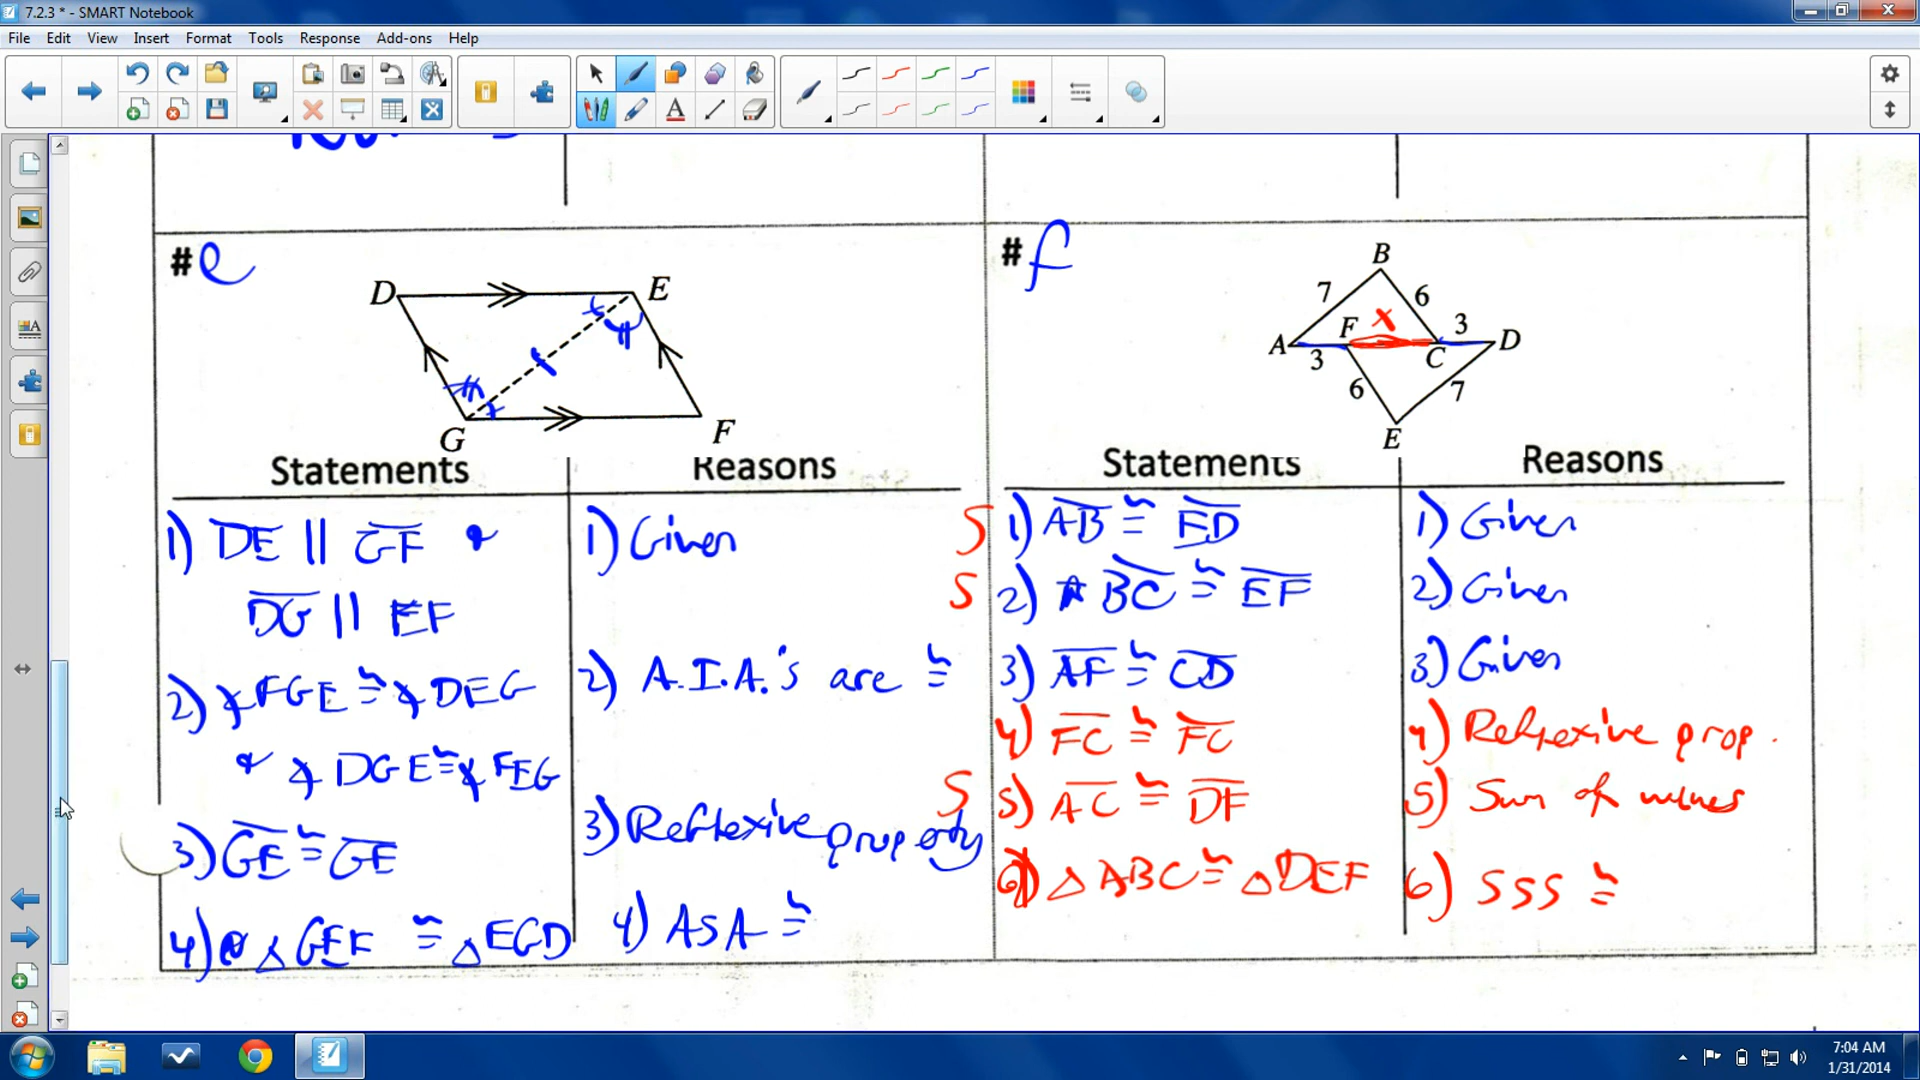 7.2.3 * - SMART Notebook
File Edit View Insert Format Tools Response Add-ons Help
#e
D E
G F
Statements Reasons
1) DE || GF &
DG || EF
1) Given
2) ∡FGE ≅ ∡DEG
& ∡DGE ≅ ∡FEG
2) A.I.A.'s are ≅
3) GE ≅ GE
3) Reflexive property
4) △GEF ≅ △EGD
4) ASA ≅
#f
B
7 6
A F x C 3 D
3
6 7
E
Statements Reasons
S 1) AB ≅ ED
1) Given
S 2) BC ≅ EF
2) Given
3) AF ≅ CD
3) Given
4) FC ≅ FC
4) Reflexive prop.
S 5) AC ≅ DF
5) Sum of values
6) △ABC ≅ △DEF
6) SSS ≅
7:04 AM
1/31/2014